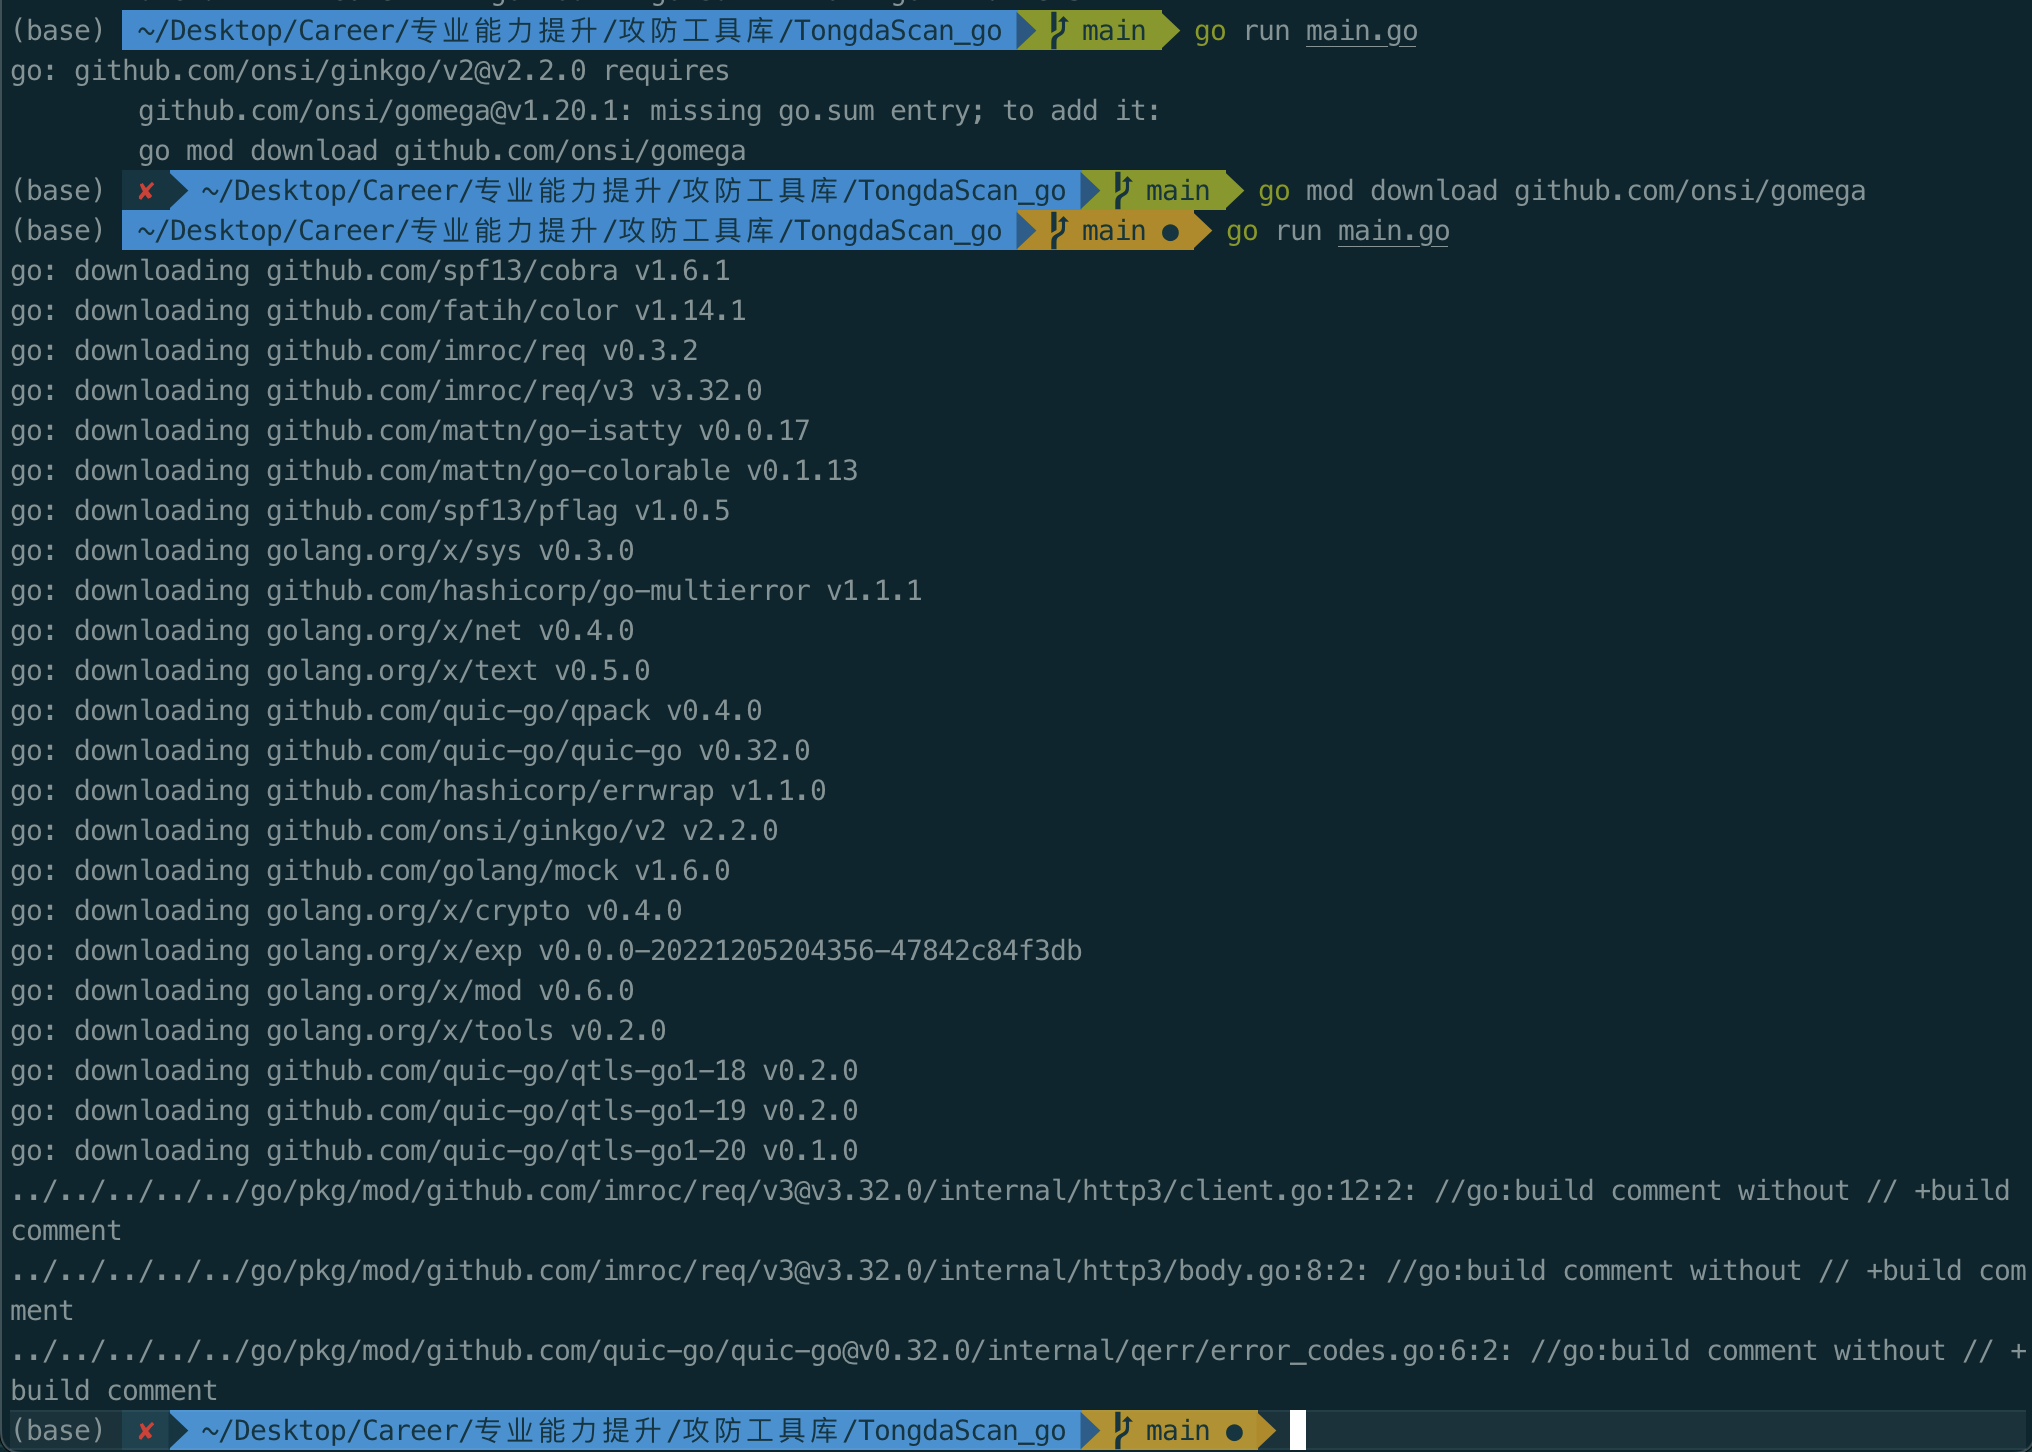 (base) ~/Desktop/Career/专业能力提升/攻防工具库/TongdaScan_go main go run main.go
go: github.com/onsi/ginkgo/v2@v2.2.0 requires
github.com/onsi/gomega@v1.20.1: missing go.sum entry; to add it:
go mod download github.com/onsi/gomega
(base) ✘ ~/Desktop/Career/专业能力提升/攻防工具库/TongdaScan_go main go mod download github.com/onsi/gomega
(base) ~/Desktop/Career/专业能力提升/攻防工具库/TongdaScan_go main ● go run main.go
go: downloading github.com/spf13/cobra v1.6.1
go: downloading github.com/fatih/color v1.14.1
go: downloading github.com/imroc/req v0.3.2
go: downloading github.com/imroc/req/v3 v3.32.0
go: downloading github.com/mattn/go-isatty v0.0.17
go: downloading github.com/mattn/go-colorable v0.1.13
go: downloading github.com/spf13/pflag v1.0.5
go: downloading golang.org/x/sys v0.3.0
go: downloading github.com/hashicorp/go-multierror v1.1.1
go: downloading golang.org/x/net v0.4.0
go: downloading golang.org/x/text v0.5.0
go: downloading github.com/quic-go/qpack v0.4.0
go: downloading github.com/quic-go/quic-go v0.32.0
go: downloading github.com/hashicorp/errwrap v1.1.0
go: downloading github.com/onsi/ginkgo/v2 v2.2.0
go: downloading github.com/golang/mock v1.6.0
go: downloading golang.org/x/crypto v0.4.0
go: downloading golang.org/x/exp v0.0.0-20221205204356-47842c84f3db
go: downloading golang.org/x/mod v0.6.0
go: downloading golang.org/x/tools v0.2.0
go: downloading github.com/quic-go/qtls-go1-18 v0.2.0
go: downloading github.com/quic-go/qtls-go1-19 v0.2.0
go: downloading github.com/quic-go/qtls-go1-20 v0.1.0
../../../../../go/pkg/mod/github.com/imroc/req/v3@v3.32.0/internal/http3/client.go:12:2: //go:build comment without // +build
comment
../../../../../go/pkg/mod/github.com/imroc/req/v3@v3.32.0/internal/http3/body.go:8:2: //go:build comment without // +build com
ment
../../../../../go/pkg/mod/github.com/quic-go/quic-go@v0.32.0/internal/qerr/error_codes.go:6:2: //go:build comment without // +
build comment
(base) ✘ ~/Desktop/Career/专业能力提升/攻防工具库/TongdaScan_go main ●